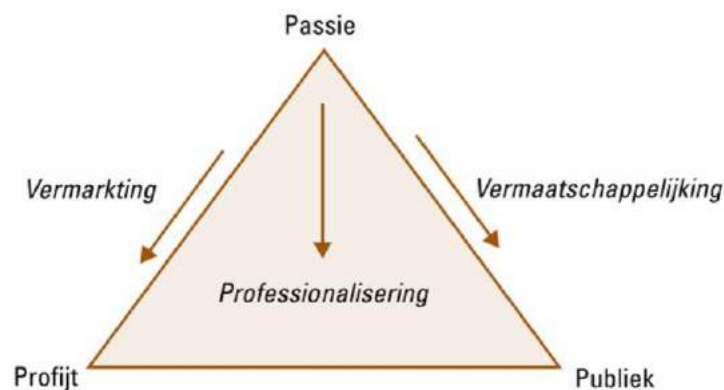 Passie
Vermarkting
Vermaatschappelijking
Professionalisering
Profijt
Publiek